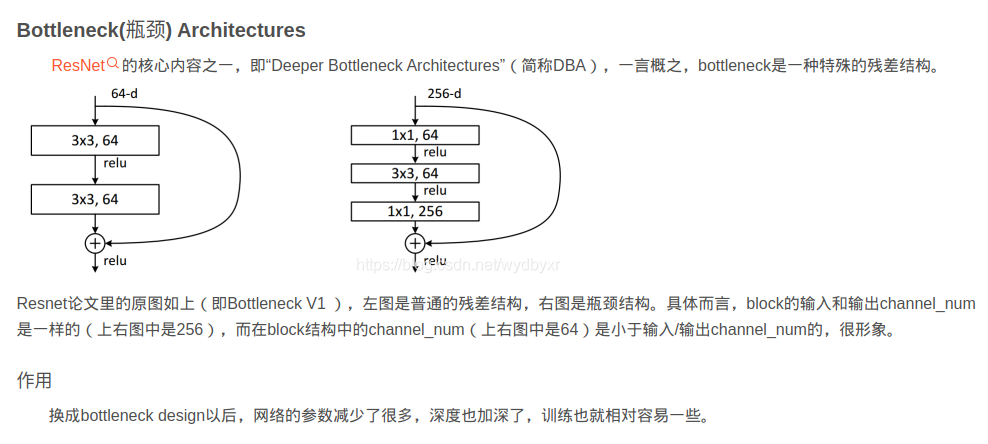 Bottleneck(瓶颈) Architectures
ResNet的核心内容之一，即“Deeper Bottleneck Architectures”（简称DBA），一言概之，bottleneck是一种特殊的残差结构。
64-d
3x3, 64
relu
3x3, 64
+
relu
256-d
1x1, 64
relu
3x3, 64
relu
1x1, 256
+
relu
https://blog.csdn.net/wydbyxr
Resnet论文里的原图如上（即Bottleneck V1 ），左图是普通的残差结构，右图是瓶颈结构。具体而言，block的输入和输出channel_num
是一样的（上右图中是256），而在block结构中的channel_num（上右图中是64）是小于输入/输出channel_num的，很形象。
作用
换成bottleneck design以后，网络的参数减少了很多，深度也加深了，训练也就相对容易一些。